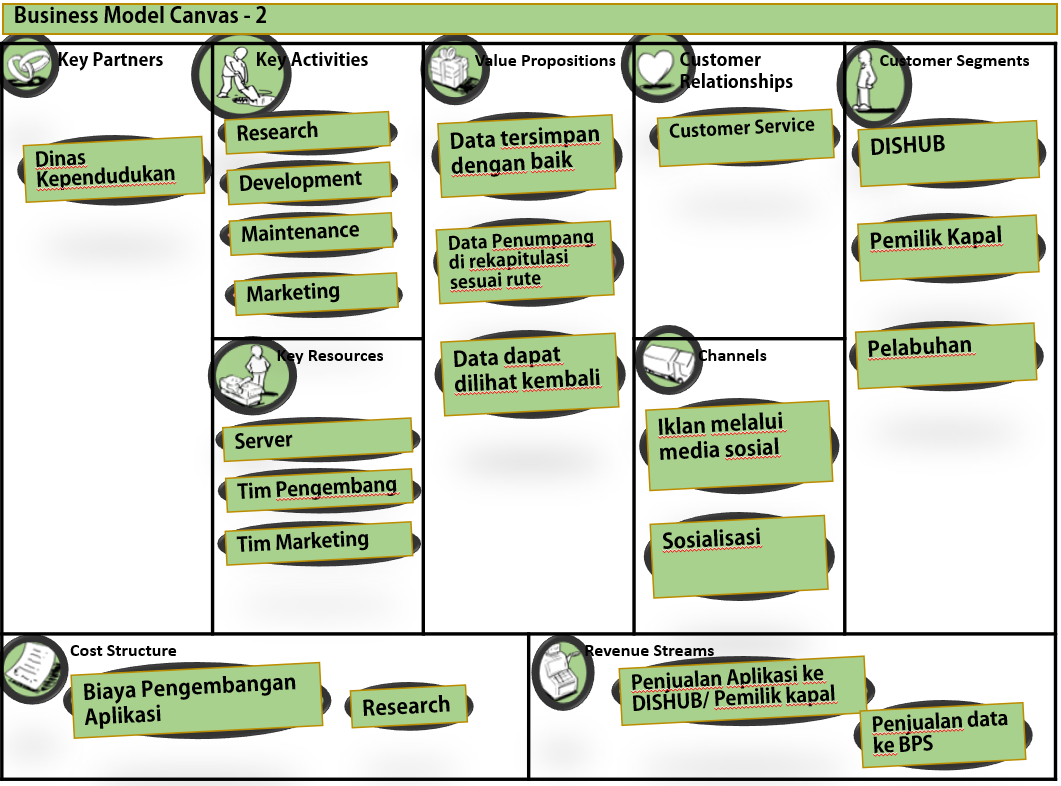 Business Model Canvas - 2
Key Partners
Dinas
Kependudukan
Key Activities
Research
Development
Maintenance
Marketing
Key Resources
Server
Tim Pengembang
Tim Marketing
Value Propositions
Data tersimpan
dengan baik
Data Penumpang
di rekapitulasi
sesuai rute
Data dapat
dilihat kembali
Customer
Relationships
Customer Service
Channels
Iklan melalui
media sosial
Sosialisasi
Customer Segments
DISHUB
Pemilik Kapal
Pelabuhan
Cost Structure
Biaya Pengembangan
Aplikasi
Research
Revenue Streams
Penjualan Aplikasi ke
DISHUB/ Pemilik kapal
Penjualan data
ke BPS